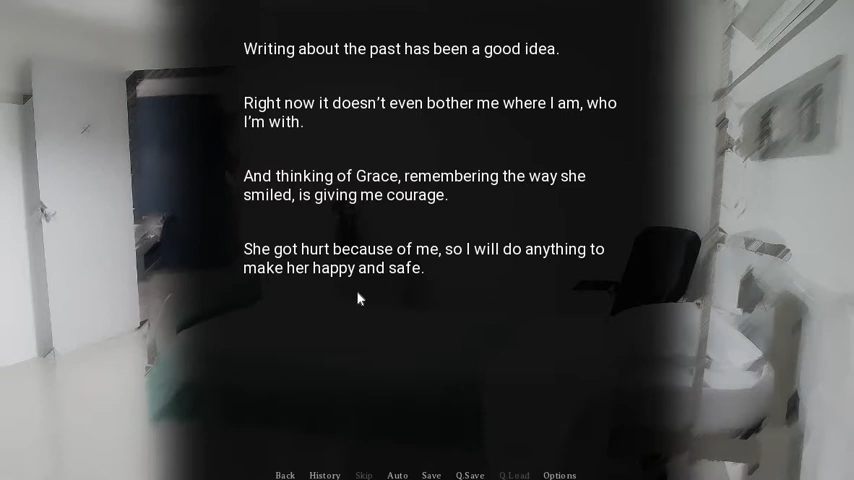 Writing about the past has been a good idea.
Right now it doesn’t even bother me where I am, who
I’m with.
And thinking of Grace, remembering the way she
smiled, is giving me courage.
She got hurt because of me, so I will do anything to
make her happy and safe.
Back History Skip Auto Save Q.Save Q.Load Options